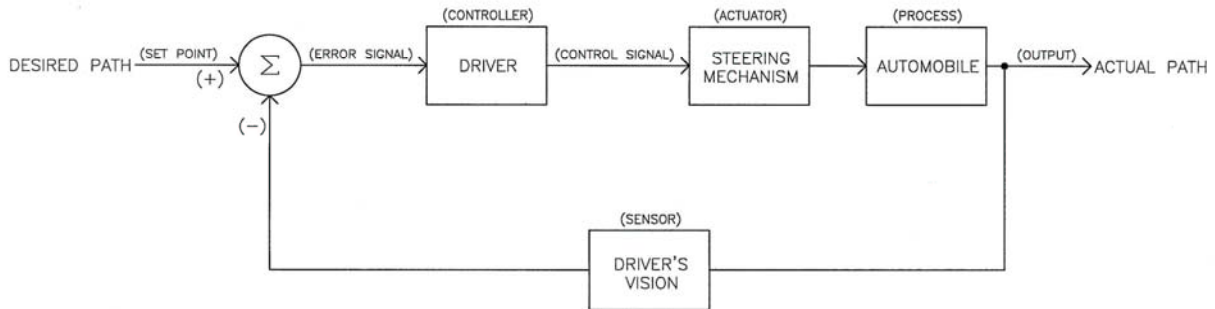 (CONTROLLER)
(ACTUATOR)
(PROCESS)
DESIRED PATH
(SET POINT)
(+)
Σ
(ERROR SIGNAL)
DRIVER
(CONTROL SIGNAL)
STEERING
MECHANISM
AUTOMOBILE
(OUTPUT)
ACTUAL PATH
(-)
(SENSOR)
DRIVER'S
VISION